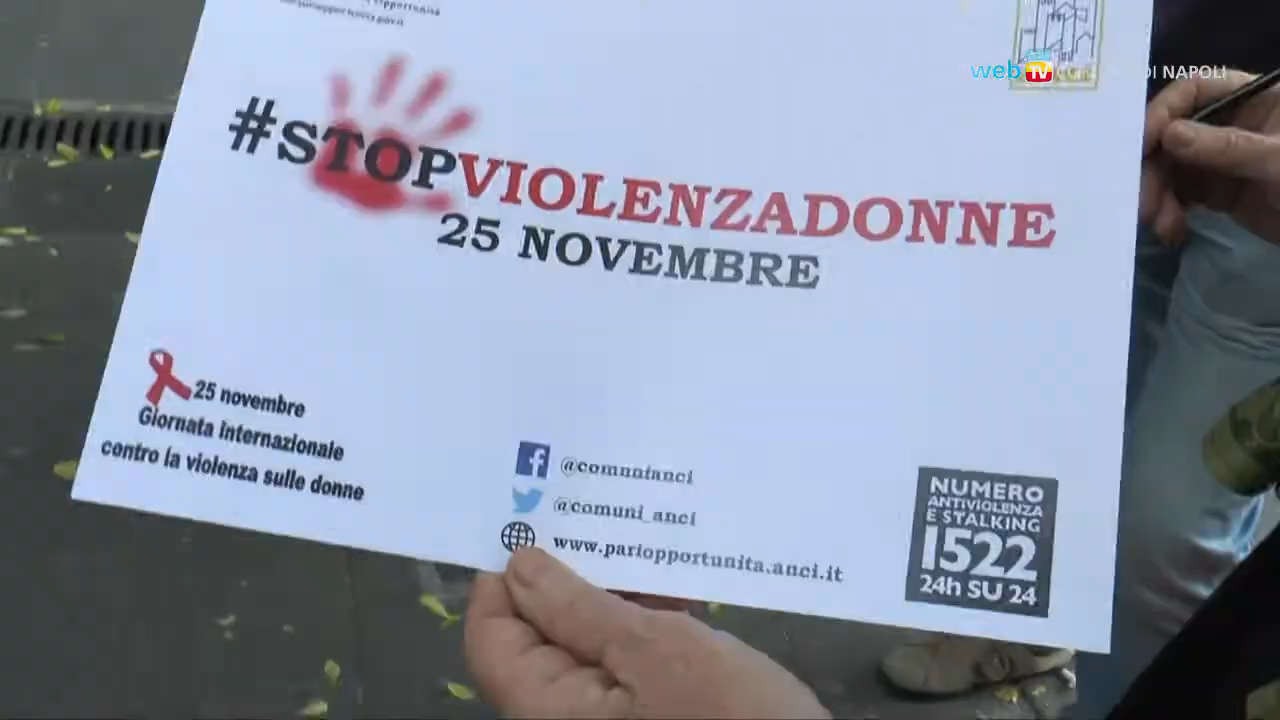 web TV DI NAPOLI
#STOPVIOLENZADONNE
25 NOVEMBRE
25 novembre
Giornata Internazionale
contro la violenza sulle donne
@comunianci
@comuni_anci
www.pariopportunita.anci.it
NUMERO
ANTIVIOLENZA
E STALKING
1522
24h SU 24